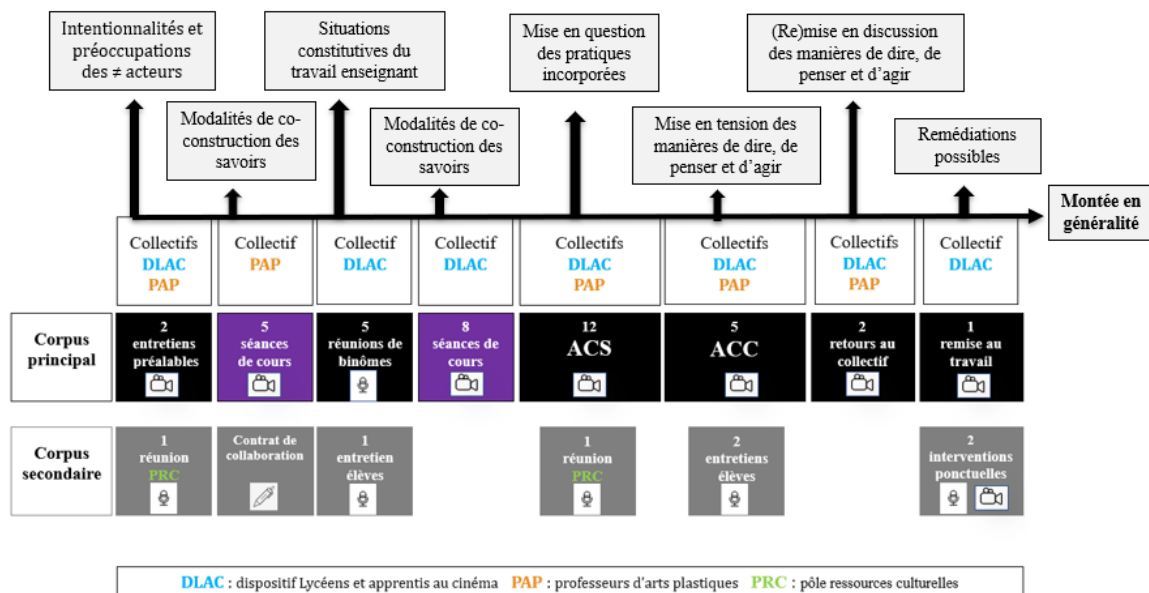 Intentionnalités et
préoccupations
des ≠ acteurs
Situations
constitutives du
travail enseignant
Mise en question
des pratiques
incorporées
(Re)mise en discussion
des manières de dire, de
penser et d'agir
Modalités de co-
construction des
savoirs
Modalités de co-
construction des
savoirs
Mise en tension des
manières de dire, de
penser et d'agir
Remédiations
possibles
Montée en
généralité
Collectifs
DLAC
PAP
Collectif
PAP
Collectif
DLAC
Collectif
DLAC
Collectifs
DLAC
PAP
Collectifs
DLAC
PAP
Collectifs
DLAC
PAP
Collectif
DLAC
Corpus
principal
2
entretiens
préalables
5
séances
de cours
5
réunions de
binômes
8
séances de
cours
12
ACS
5
ACC
2
retours au
collectif
1
remise au
travail
Corpus
secondaire
1
réunion
PRC
Contrat de
collaboration
1
entretien
élèves
1
réunion
PRC
2
entretiens
élèves
2
interventions
ponctuelles
DLAC : dispositif Lycéens et apprentis au cinéma PAP : professeurs d'arts plastiques PRC : pôle ressources culturelles